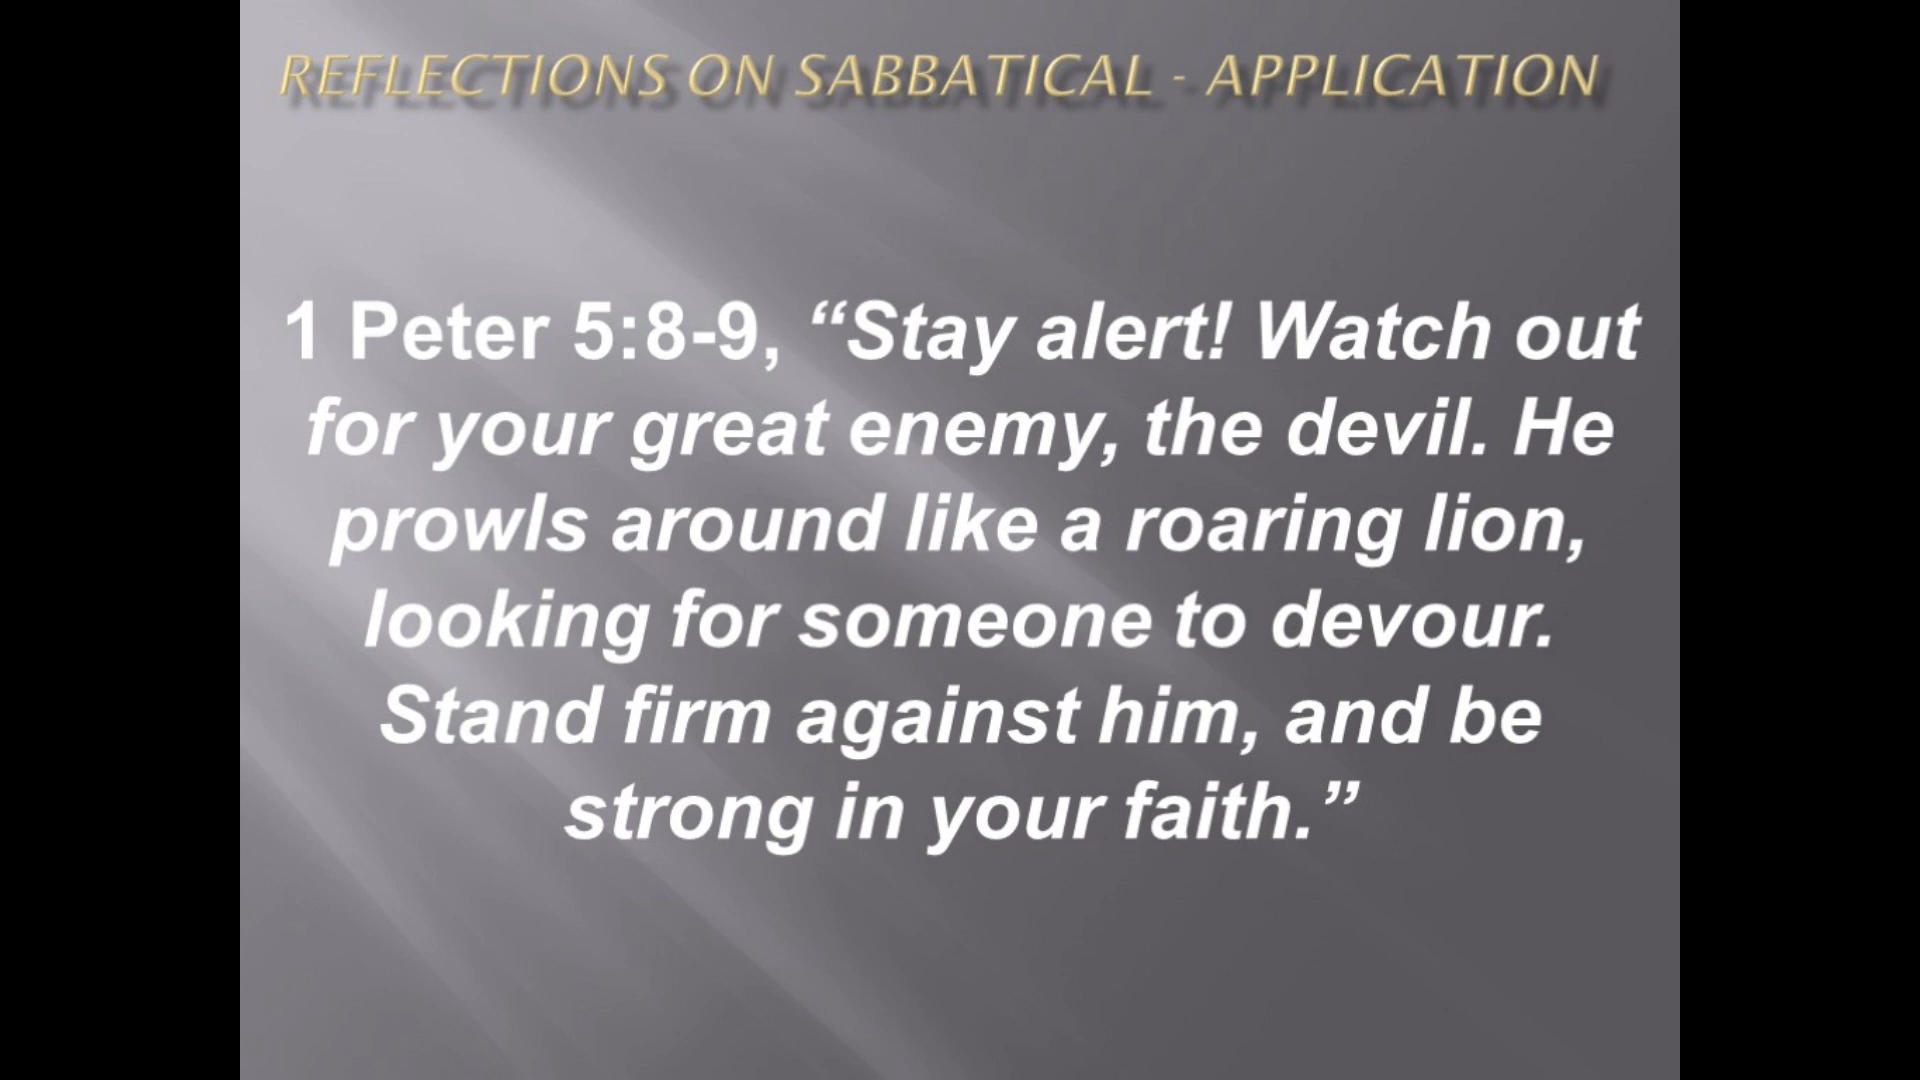 REFLECTIONS ON SABBATICAL - APPLICATION
1 Peter 5:8-9, “Stay alert! Watch out
for your great enemy, the devil. He
prowls around like a roaring lion,
looking for someone to devour.
Stand firm against him, and be
strong in your faith.”